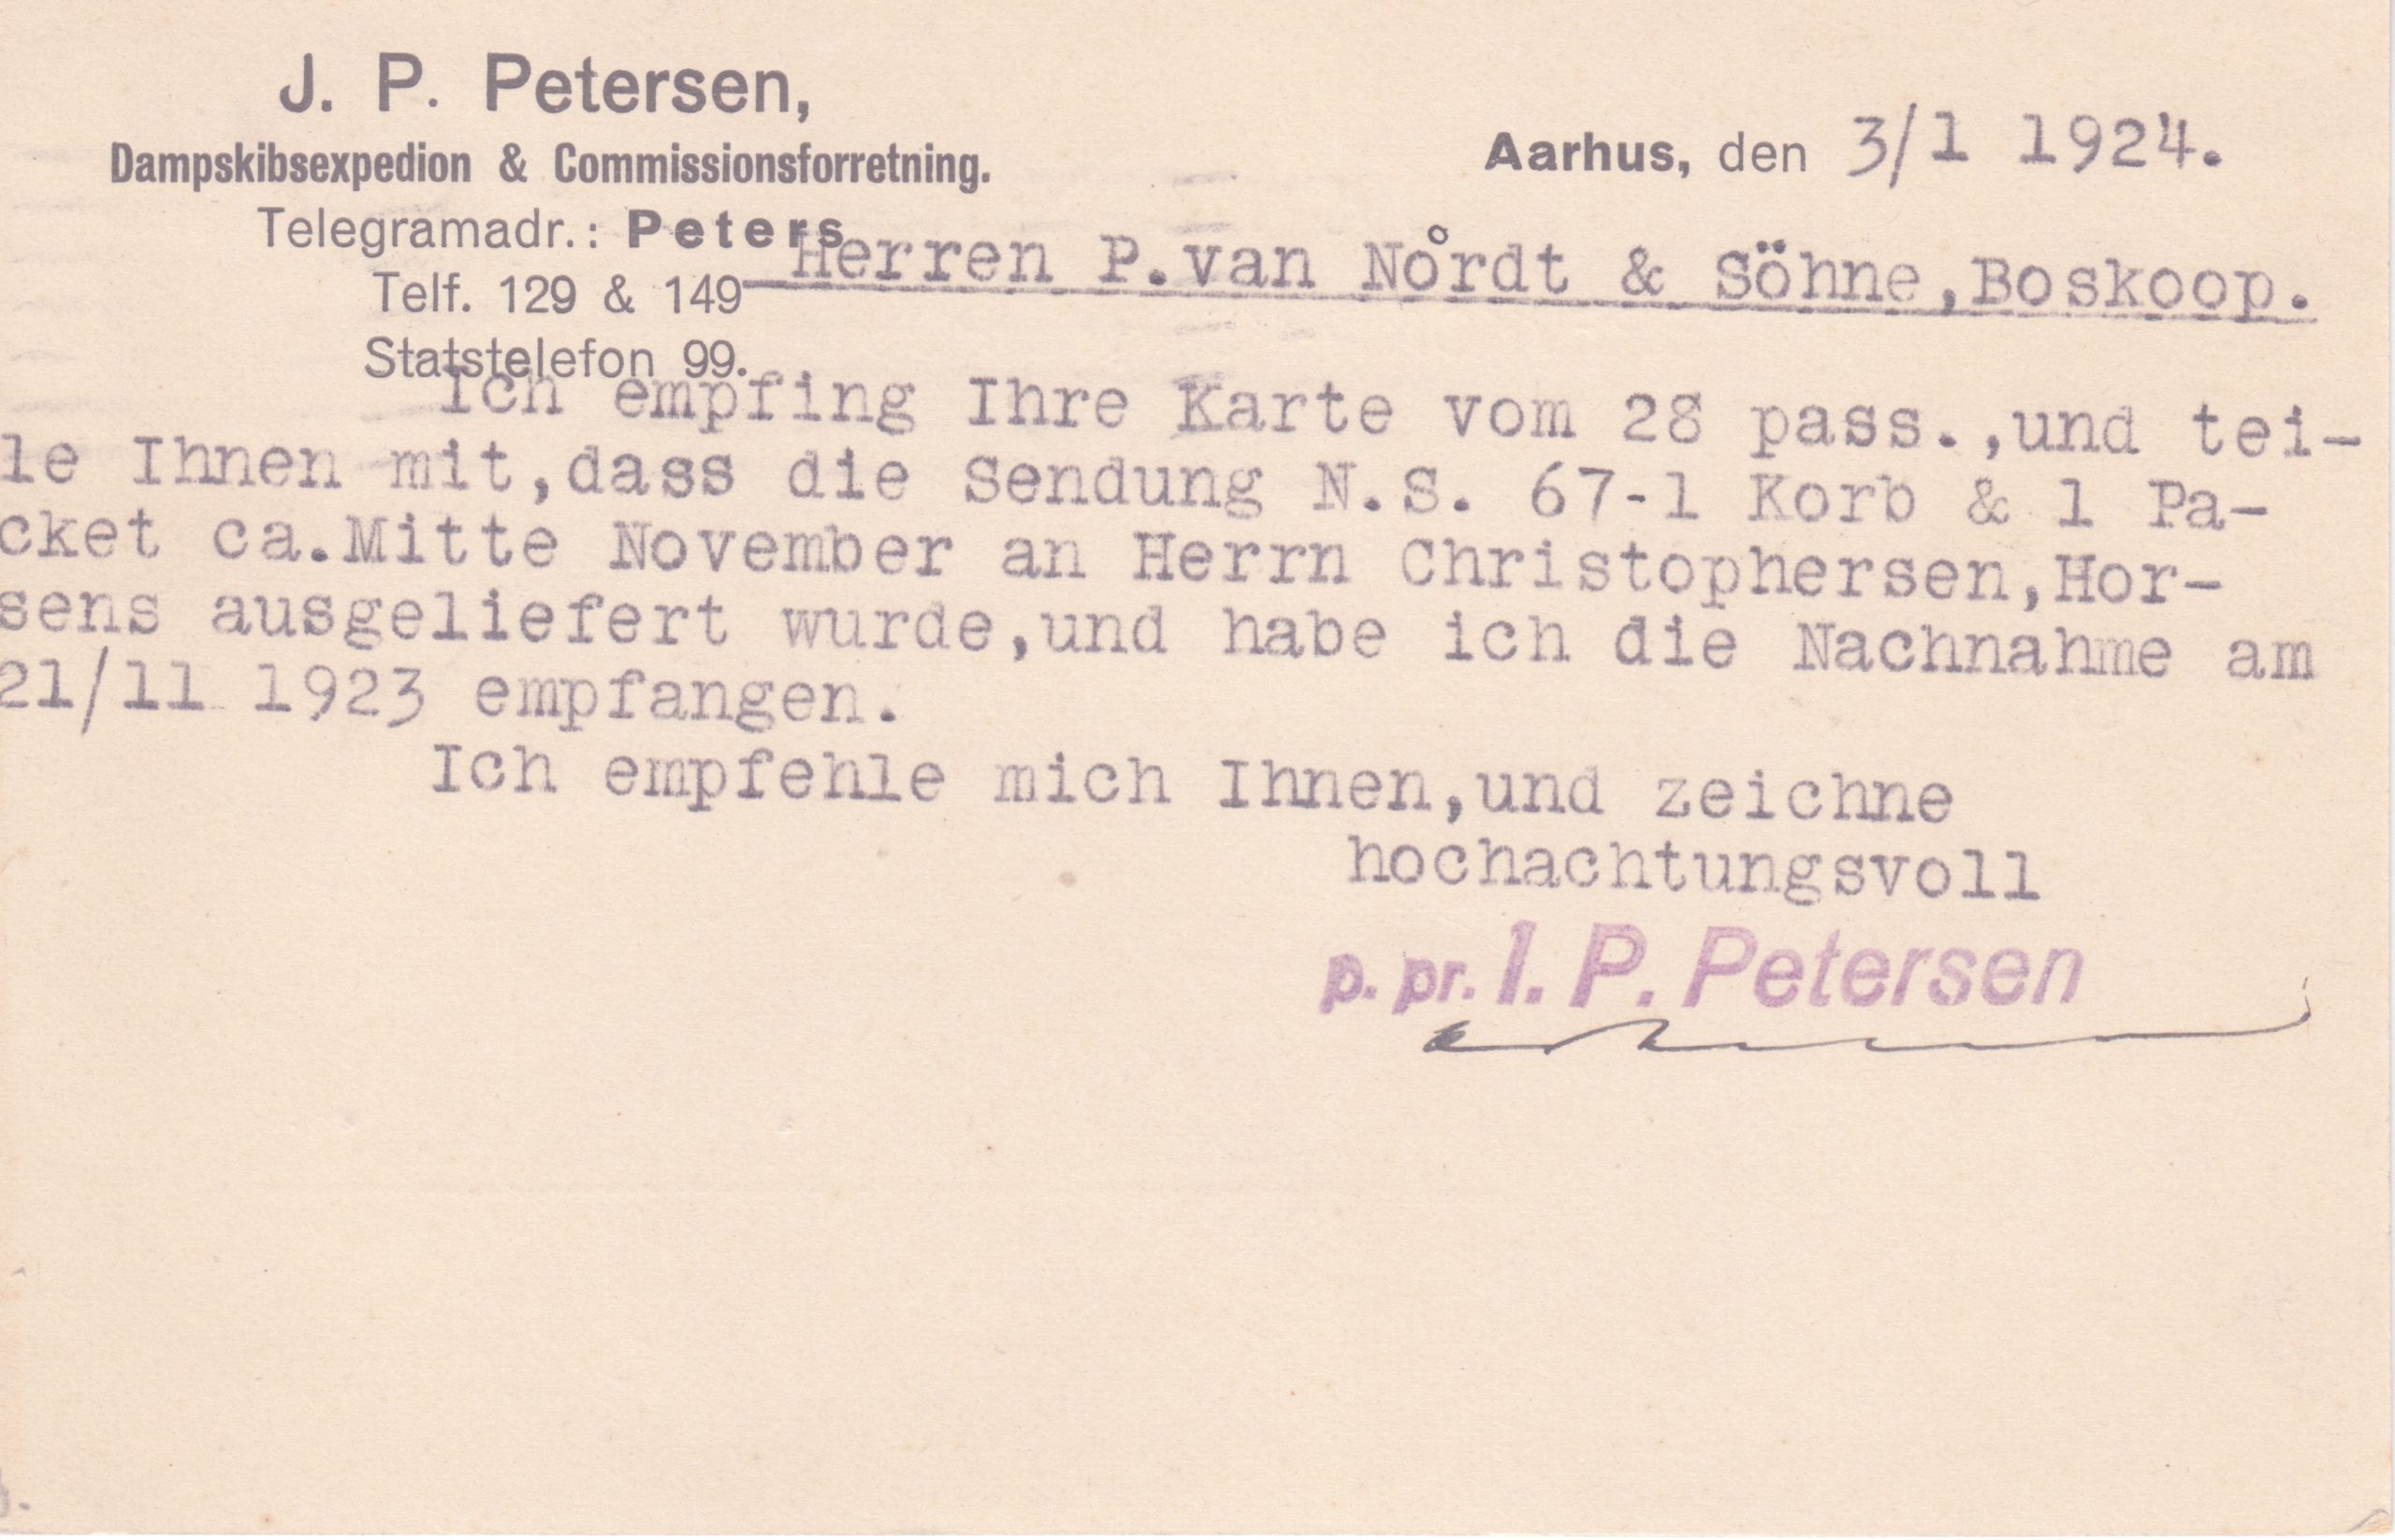 J. P. Petersen,
Dampskibsexpedion & Commissionsforretning.
Telegramadr.: Peters
Telf. 129 & 149
Statstelefon 99.
Aarhus, den 3/1 1924.
Herren P.van No̊rdt & Söhne,Boskoop.
Ich empfing Ihre Karte vom 28 pass.,und tei-
le Ihnen mit,dass die Sendung N.S. 67-1 Korb & 1 Pa-
cket ca.Mitte November an Herrn Christophersen,Hor-
sens ausgeliefert wurde,und habe ich die Nachnahme am
21/11 1923 empfangen.
Ich empfehle mich Ihnen,und zeichne
hochachtungsvoll
p. pr. I. P. Petersen